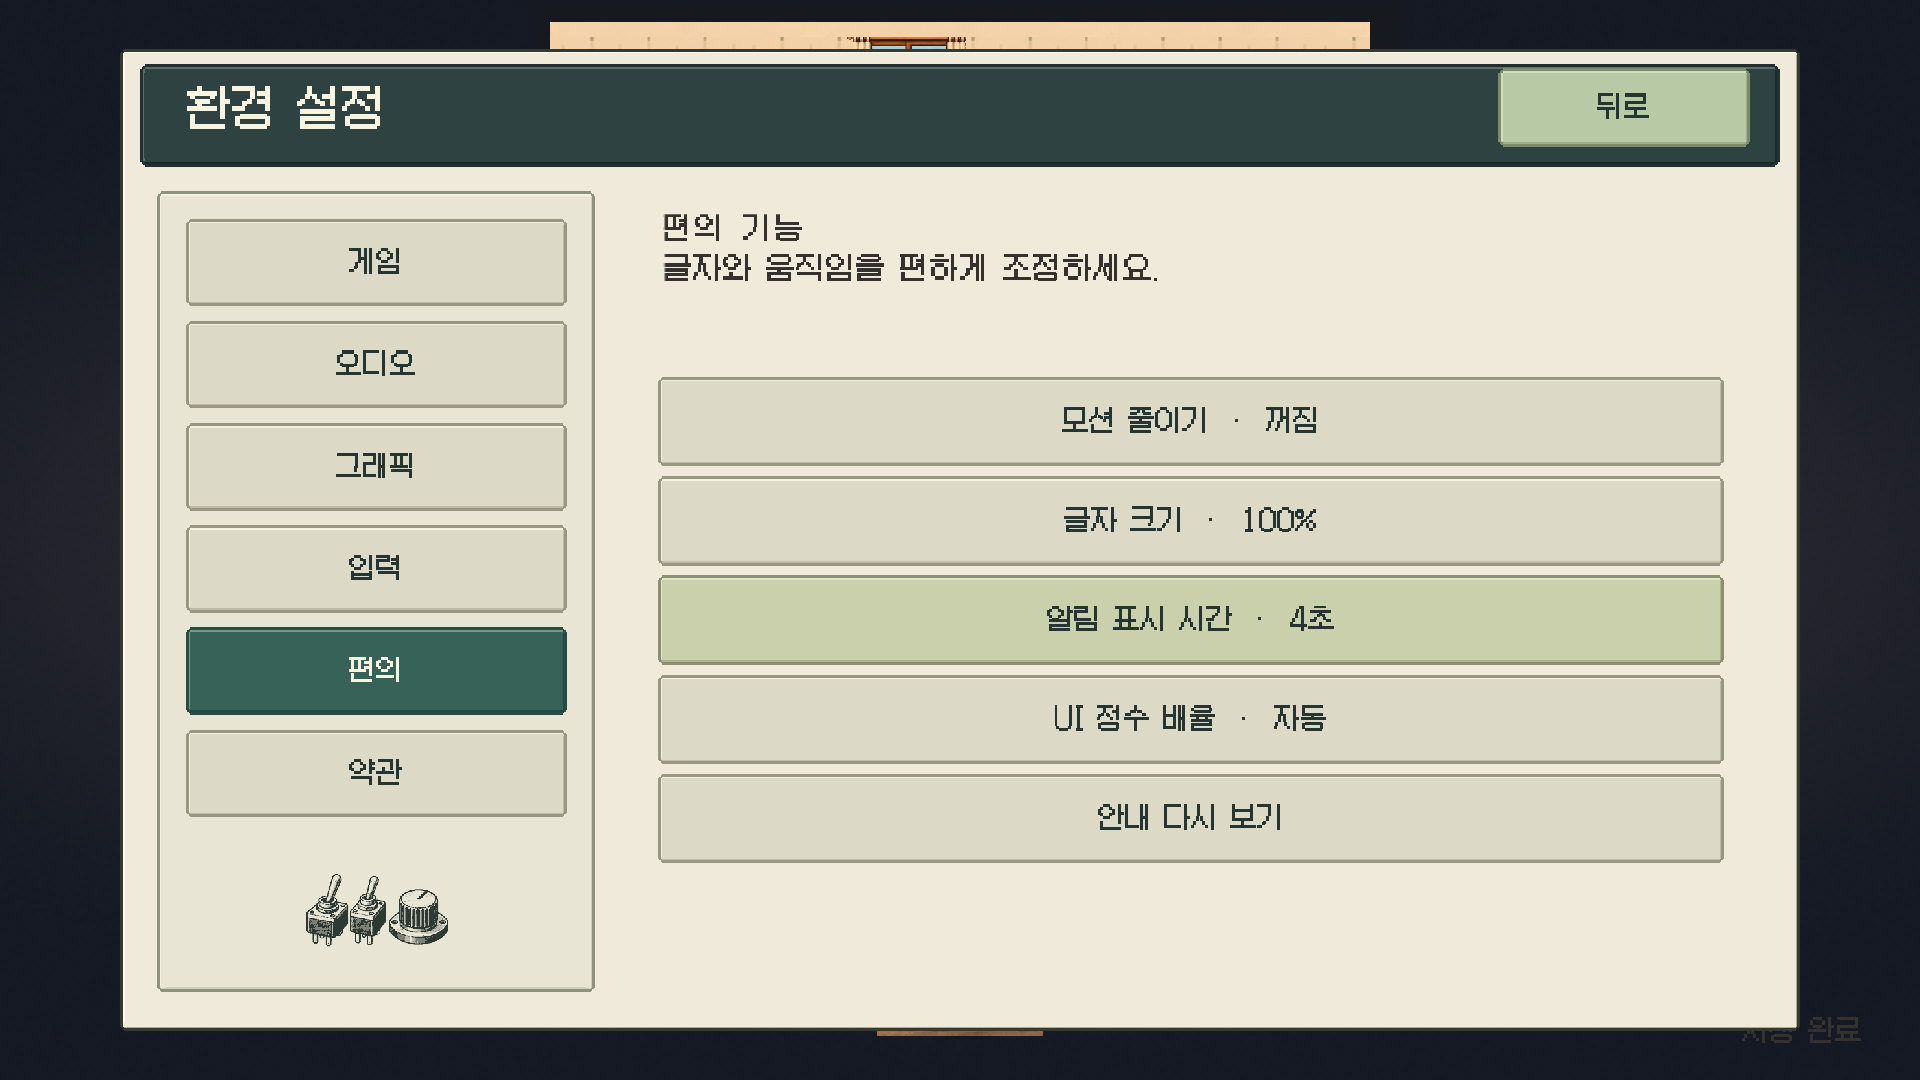 환경 설정
뒤로
게임
오디오
그래픽
입력
편의
약관
편의 기능
글자와 움직임을 편하게 조정하세요.
모션 줄이기 · 꺼짐
글자 크기 · 100%
알림 표시 시간 · 4초
UI 정수 배율 · 자동
안내 다시 보기
완료